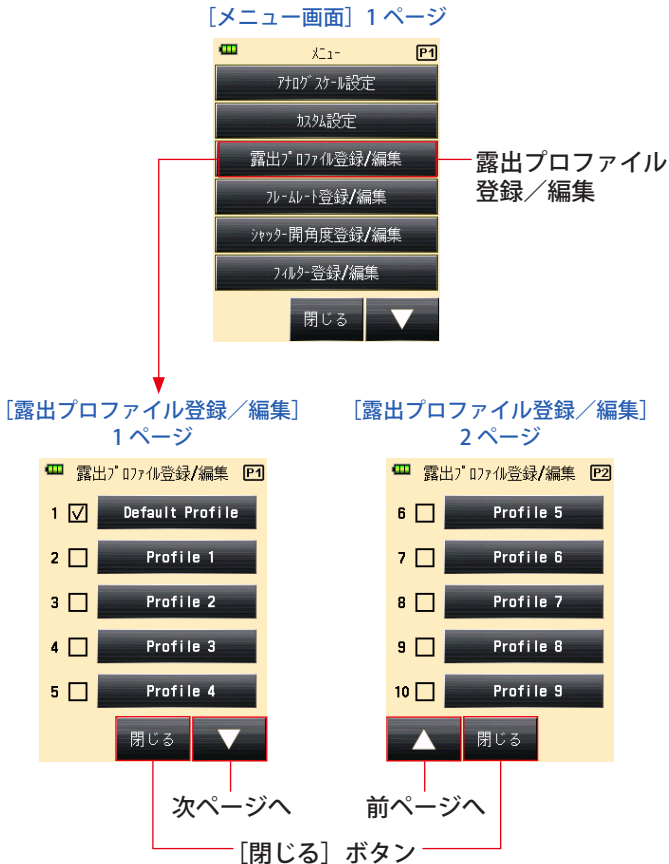 ［メニュー画面］1 ページ
ﾒﾆｭｰ P1
ｱﾅﾛｸﾞｽｹｰﾙ設定
ｶｽﾀﾑ設定
露出ﾌﾟﾛﾌｧｲﾙ登録/編集
ﾌﾚｰﾑﾚｰﾄ登録/編集
ｼｬｯﾀｰ開角度登録/編集
ﾌｨﾙﾀｰ登録/編集
閉じる ▼
露出プロファイル
登録／編集
［露出プロファイル登録／編集］
1 ページ
露出ﾌﾟﾛﾌｧｲﾙ登録/編集 P1
1 Default Profile
2 Profile 1
3 Profile 2
4 Profile 3
5 Profile 4
閉じる ▼
次ページへ
［露出プロファイル登録／編集］
2 ページ
露出ﾌﾟﾛﾌｧｲﾙ登録/編集 P2
6 Profile 5
7 Profile 6
8 Profile 7
9 Profile 8
10 Profile 9
▲ 閉じる
前ページへ
［閉じる］ボタン